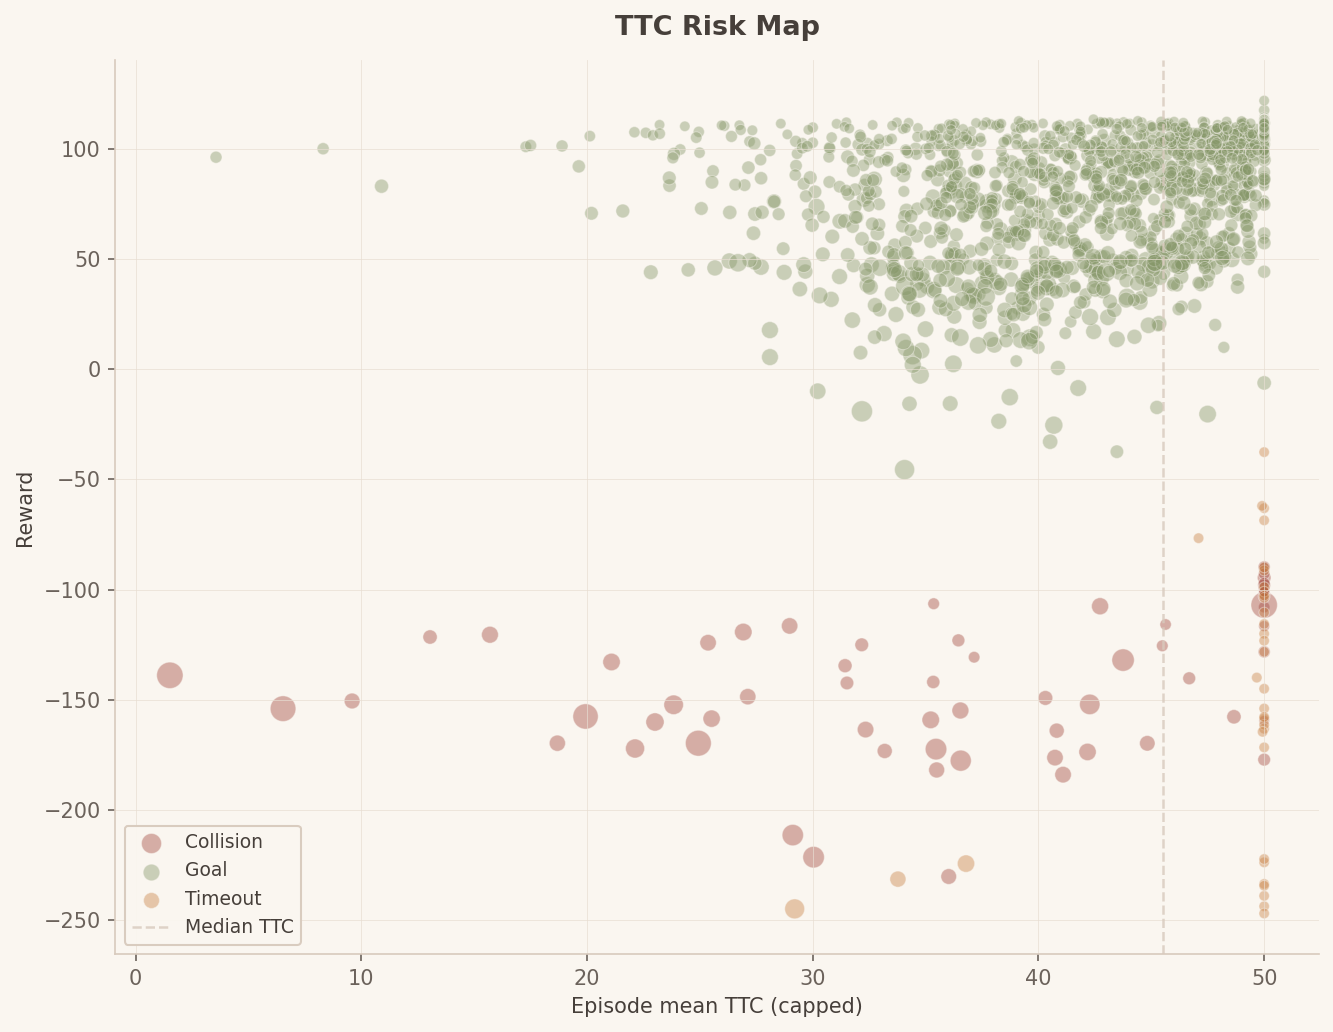 TTC Risk Map
100
50
0
−50
−100
−150
−200
−250
Reward
Collision
Goal
Timeout
Median TTC
0
10
20
30
40
50
Episode mean TTC (capped)